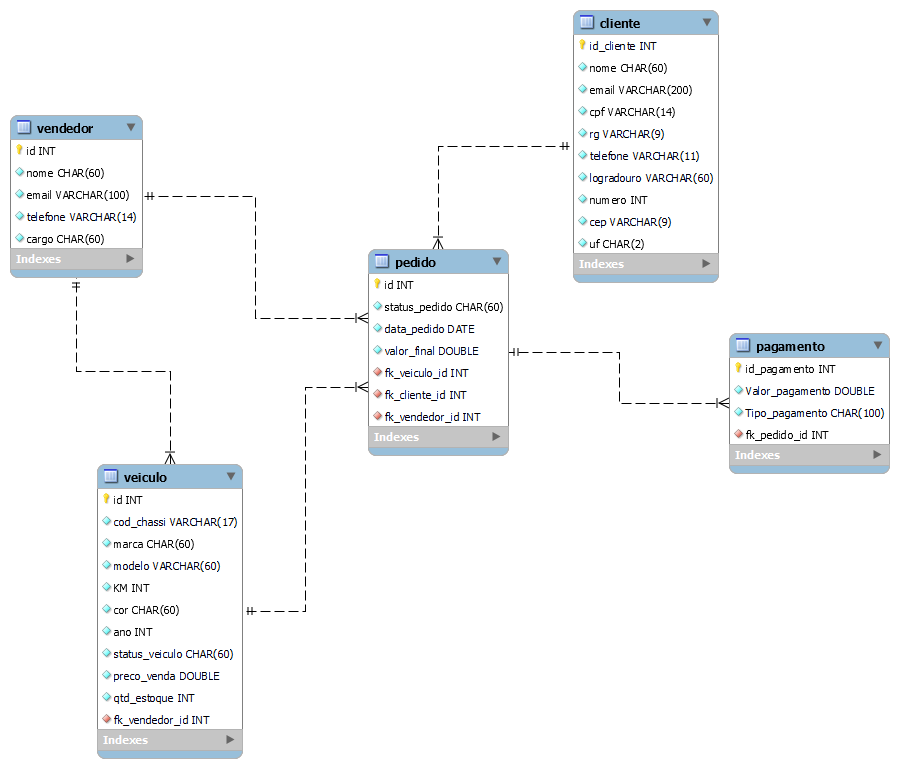 cliente
id_cliente INT
nome CHAR(60)
email VARCHAR(200)
cpf VARCHAR(14)
rg VARCHAR(9)
telefone VARCHAR(11)
logradouro VARCHAR(60)
numero INT
cep VARCHAR(9)
uf CHAR(2)
Indexes
vendedor
id INT
nome CHAR(60)
email VARCHAR(100)
telefone VARCHAR(14)
cargo CHAR(60)
Indexes
pedido
id INT
status_pedido CHAR(60)
data_pedido DATE
valor_final DOUBLE
fk_veiculo_id INT
fk_cliente_id INT
fk_vendedor_id INT
Indexes
pagamento
id_pagamento INT
Valor_pagamento DOUBLE
Tipo_pagamento CHAR(100)
fk_pedido_id INT
Indexes
veiculo
id INT
cod_chassi VARCHAR(17)
marca CHAR(60)
modelo VARCHAR(60)
KM INT
cor CHAR(60)
ano INT
status_veiculo CHAR(60)
preco_venda DOUBLE
qtd_estoque INT
fk_vendedor_id INT
Indexes